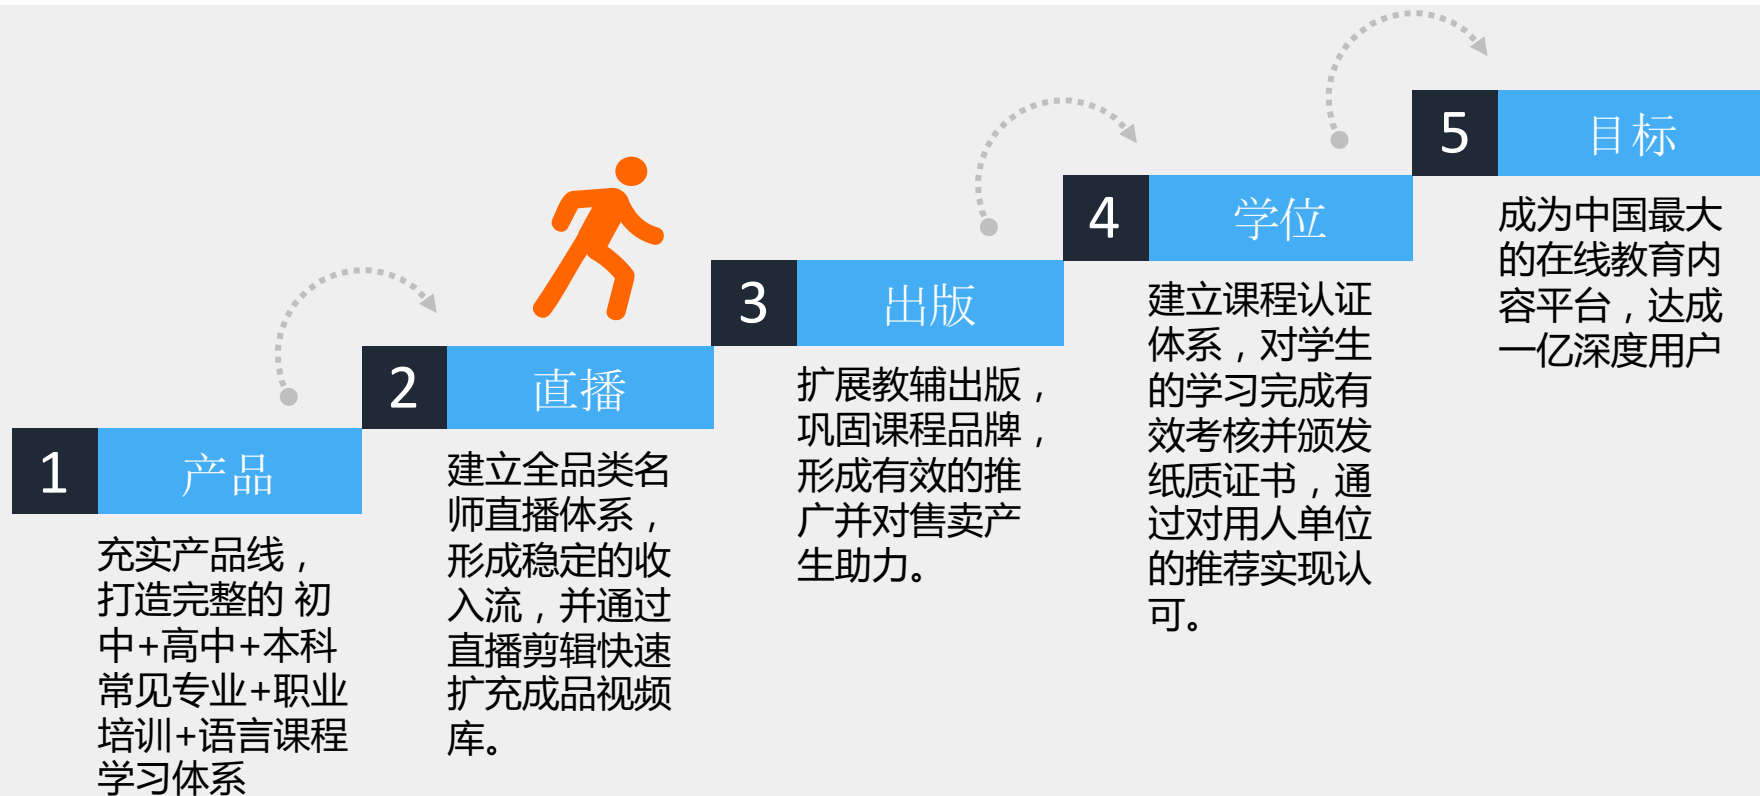 1
产品
充实产品线，
打造完整的 初
中+高中+本科
常见专业+职业
培训+语言课程
学习体系
2
直播
建立全品类名
师直播体系，
形成稳定的收
入流，并通过
直播剪辑快速
扩充成品视频
库。
3
出版
扩展教辅出版，
巩固课程品牌，
形成有效的推
广并对售卖产
生助力。
4
学位
建立课程认证
体系，对学生
的学习完成有
效考核并颁发
纸质证书，通
过对用人单位
的推荐实现认
可。
5
目标
成为中国最大
的在线教育内
容平台，达成
一亿深度用户